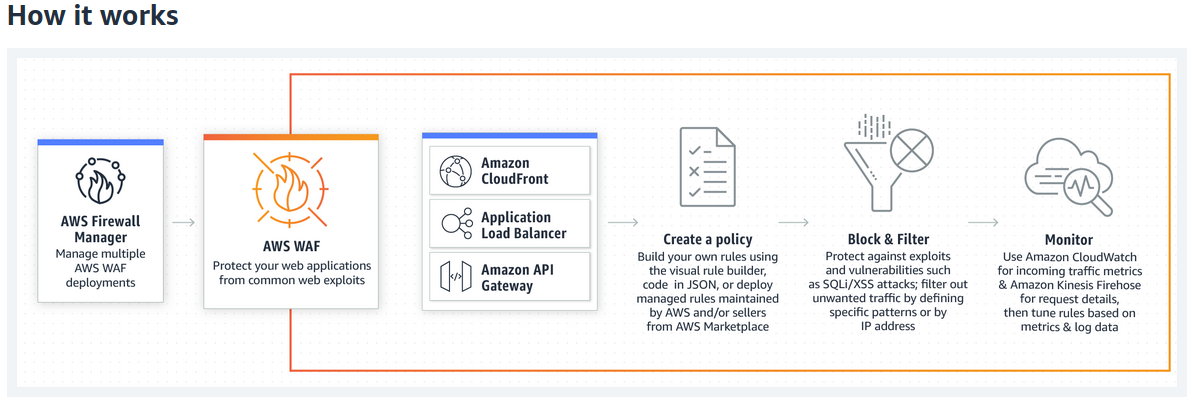 How it works
AWS Firewall
Manager
Manage multiple
AWS WAF
deployments
AWS WAF
Protect your web applications
from common web exploits
Amazon
CloudFront
Application
Load Balancer
Amazon API
Gateway
Create a policy
Build your own rules using
the visual rule builder,
code in JSON, or deploy
managed rules maintained
by AWS and/or sellers
from AWS Marketplace
Block & Filter
Protect against exploits
and vulnerabilities such
as SQLi/XSS attacks; filter out
unwanted traffic by defining
specific patterns or by
IP address
Monitor
Use Amazon CloudWatch
for incoming traffic metrics
& Amazon Kinesis Firehose
for request details,
then tune rules based on
metrics & log data